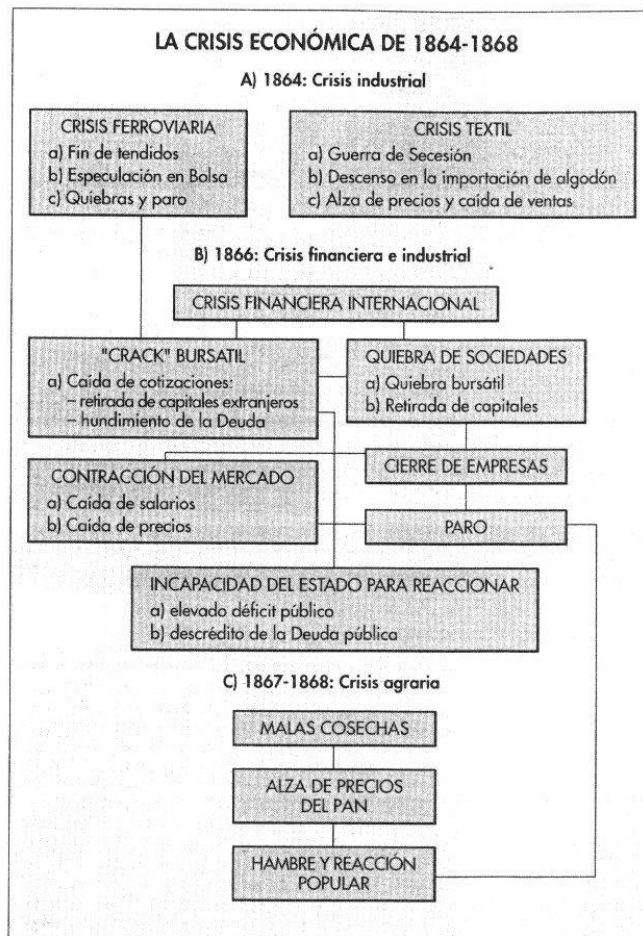 LA CRISIS ECONÓMICA DE 1864-1868
A) 1864: Crisis industrial
CRISIS FERROVIARIA
a) Fin de tendidos
b) Especulación en Bolsa
c) Quiebras y paro
CRISIS TEXTIL
a) Guerra de Secesión
b) Descenso en la importación de algodón
c) Alza de precios y caída de ventas
B) 1866: Crisis financiera e industrial
CRISIS FINANCIERA INTERNACIONAL
"CRACK" BURSATIL
a) Caida de cotizaciones:
– retirada de capitales extranjeros
– hundimiento de la Deuda
QUIEBRA DE SOCIEDADES
a) Quiebra bursátil
b) Retirada de capitales
CIERRE DE EMPRESAS
CONTRACCIÓN DEL MERCADO
a) Caída de salarios
b) Caida de precios
PARO
INCAPACIDAD DEL ESTADO PARA REACCIONAR
a) elevado déficit público
b) descrédito de la Deuda pública
C) 1867-1868: Crisis agraria
MALAS COSECHAS
ALZA DE PRECIOS
DEL PAN
HAMBRE Y REACCIÓN
POPULAR